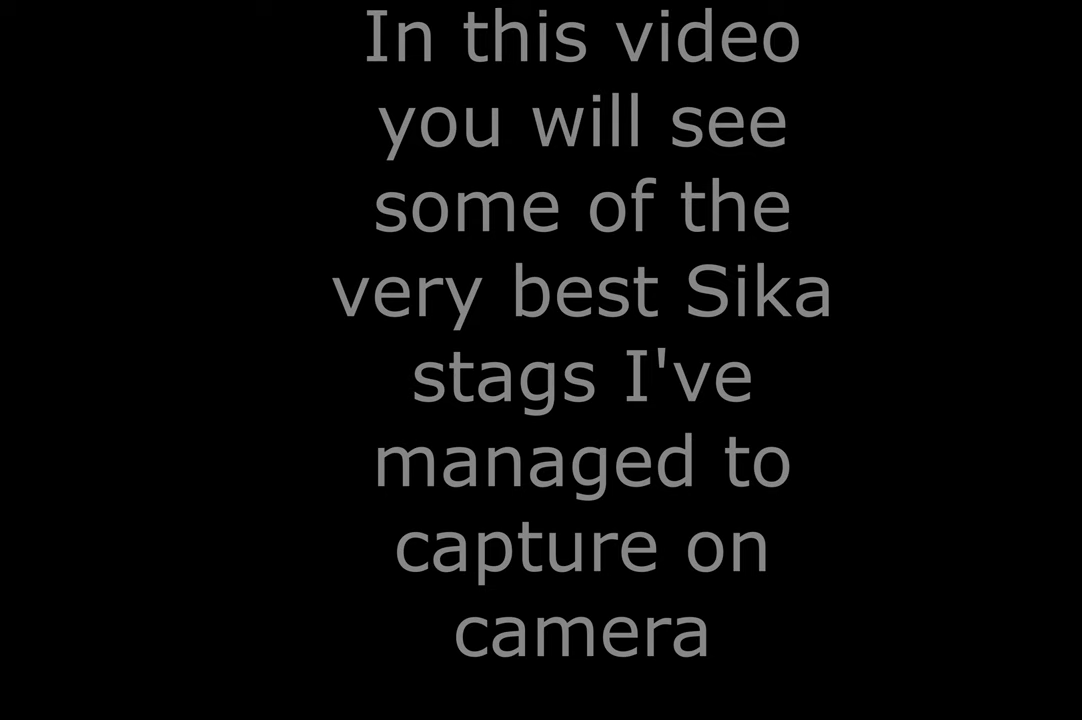 In this video
you will see
some of the
very best Sika
stags I've
managed to
capture on
camera